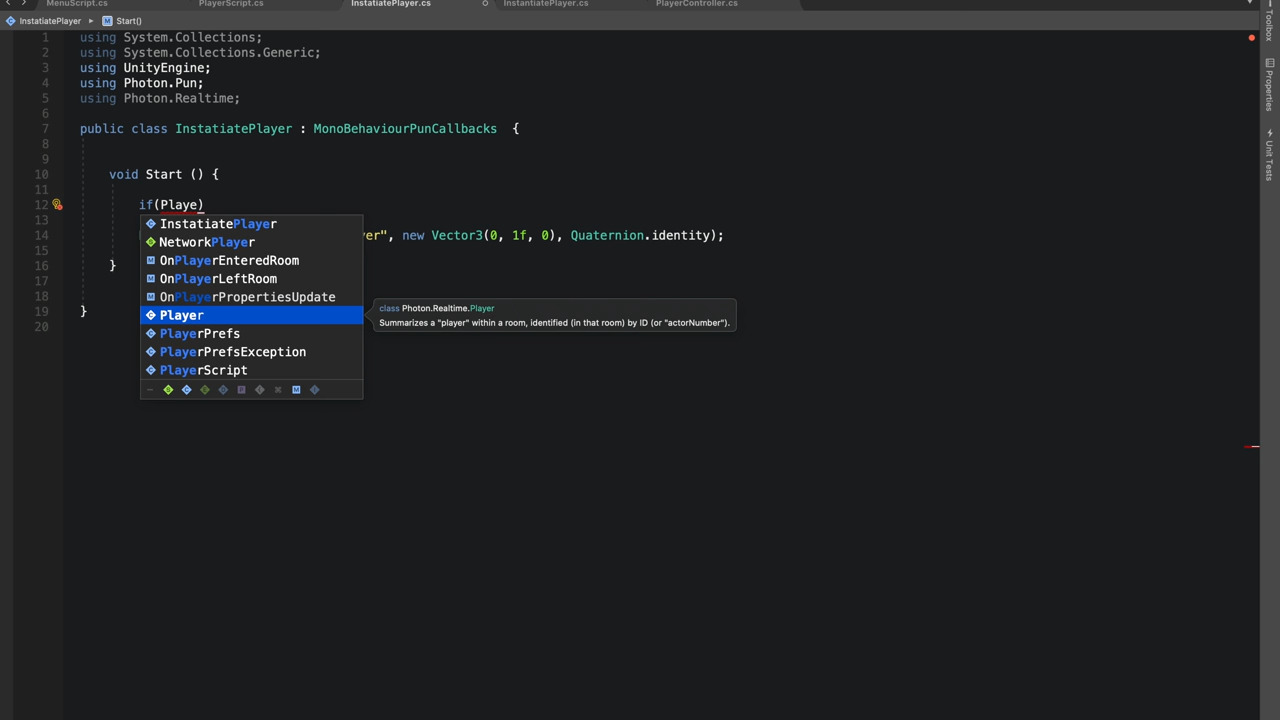 MenuScript.cs
PlayerScript.cs
InstatiatePlayer.cs
InstantiatePlayer.cs
PlayerController.cs
InstatiatePlayer
Start()
1 using System.Collections;
2 using System.Collections.Generic;
3 using UnityEngine;
4 using Photon.Pun;
5 using Photon.Realtime;
6
7 public class InstatiatePlayer : MonoBehaviourPunCallbacks {
8
9
10 void Start () {
11
12 if(Playe)
13
14 er", new Vector3(0, 1f, 0), Quaternion.identity);
15
16 }
17
18
19 }
20
InstatiatePlayer
NetworkPlayer
OnPlayerEnteredRoom
OnPlayerLeftRoom
OnPlayerPropertiesUpdate
Player
PlayerPrefs
PlayerPrefsException
PlayerScript
class Photon.Realtime.Player
Summarizes a "player" within a room, identified (in that room) by ID (or "actorNumber").
Toolbox
Properties
Unit Tests